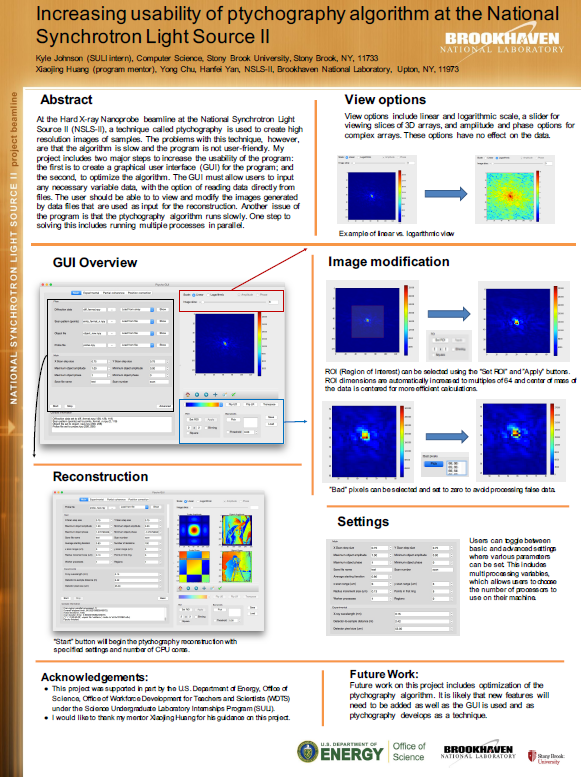 Increasing usability of ptychography algorithm at the National
Synchrotron Light Source II
BROOKHAVEN
NATIONAL LABORATORY
Kyle Johnson (SULI intern), Computer Science, Stony Brook University, Stony Brook, NY, 11733
Xiaojing Huang (program mentor), Yong Chu, Hanfei Yan, NSLS-II, Brookhaven National Laboratory, Upton, NY, 11973
NATIONAL SYNCHROTRON LIGHT SOURCE II project beamline
Abstract
At the Hard X-ray Nanoprobe beamline at the National Synchrotron Light
Source II (NSLS-II), a technique called ptychography is used to create high
resolution images of samples. The problems with this technique, however,
are that the algorithm is slow and the program is not user-friendly. My
project includes two major steps to increase the usability of the program:
the first is to create a graphical user interface (GUI) for the program; and
the second, to optimize the algorithm. The GUI must allow users to input
any necessary variable data, with the option of reading data directly from
files. The user should be able to to view and modify the images generated
by data files that are used as input for the reconstruction. Another issue of
the program is that the ptychography algorithm runs slowly. One step to
solving this includes running multiple processes in parallel.
View options
View options include linear and logarithmic scale, a slider for
viewing slices of 3D arrays, and amplitude and phase options for
complex arrays. These options have no effect on the data.
Example of linear vs. logarithmic view
GUI Overview
Image modification
ROI (Region of Interest) can be selected using the "Set ROI" and "Apply" buttons.
ROI dimensions are automatically increased to multiples of 64 and center of mass of
the data is centered for more efficient calculations.
"Bad" pixels can be selected and set to zero to avoid processing false data.
Reconstruction
"Start" button will begin the ptychography reconstruction with
specified settings and number of CPU cores.
Settings
Users can toggle between
basic and advanced settings
where various parameters
can be set. This includes
multiprocessing variables,
which allows users to choose
the number of processors to
use on their machine.
Acknowledgements:
● This project was supported in part by the U.S. Department of Energy, Office of
Science, Office of Workforce Development for Teachers and Scientists (WDTS)
under the Science Undergraduate Laboratory Internships Program (SULI).
● I would like to thank my mentor Xiaojing Huang for his guidance on this project.
Future Work:
Future work on this project includes optimization of the
ptychography algorithm. It is likely that new features will
need to be added as well as the GUI is used and as
ptychography develops as a technique.
U.S. DEPARTMENT OF
ENERGY
Office of
Science
BROOKHAVEN
NATIONAL LABORATORY
Stony Brook
University